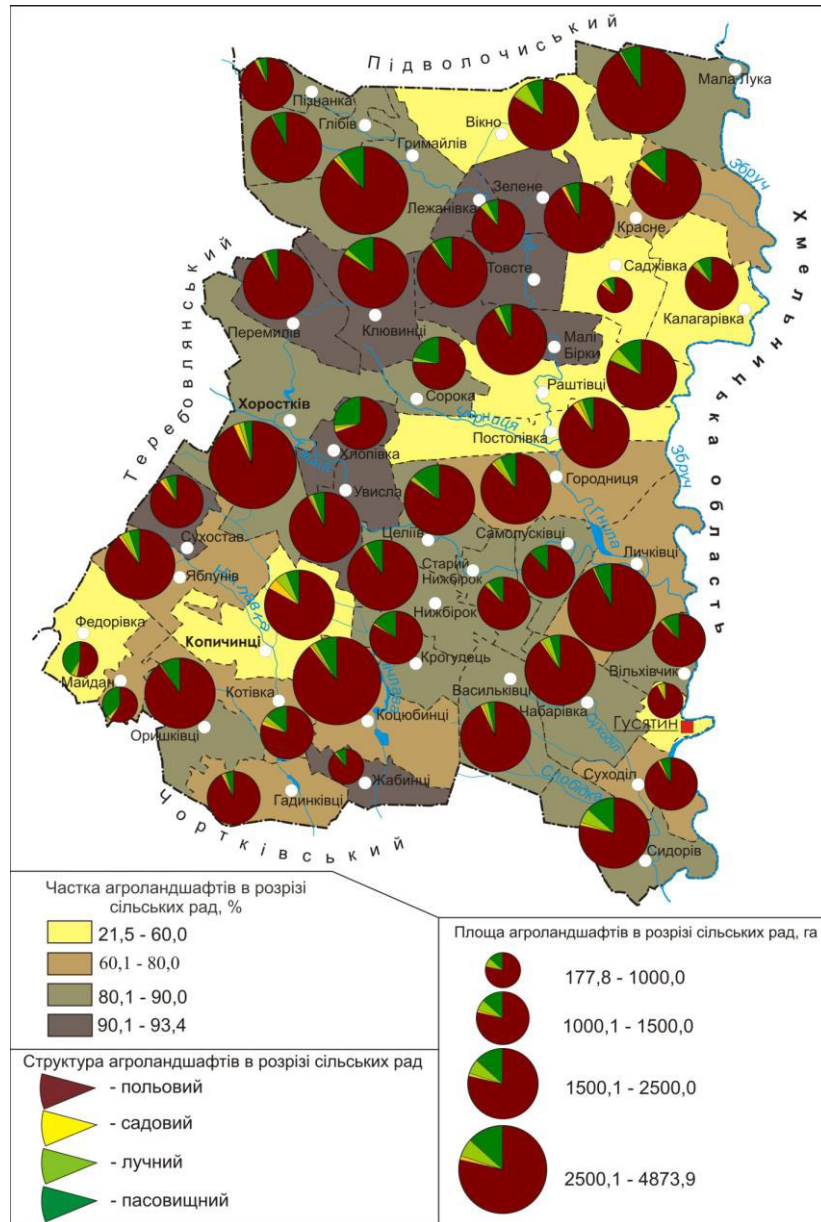 Підволочиський
Мала Лука
Пізнанка
Глібів
Вікно
Гримайлів
Збруч
Зелене
Лежанівка
Красне
Хмельницька область
Товсте
Саджівка
Калагарівка
Теребовлянський
Перемилів
Клювинці
Малі
Бірки
Сорока
Раштівці
Хоростків
Постолівка
Хлопівка
Городниця
Збруч
Увисла
Гнила
Целіїв
Самолусківці
Личківці
Сухостав
Старий
Нижбірок
Яблунів
Нижбірок
Федорівка
Копичинці
Крогулець
Вільхівчик
Майдан
Васильківці
Котівка
Набарівка
Коцюбинці
Оришківці
Суходіл
Гусятин
Жабинці
Слобідка
Суходіл
Гадинківці
Чортківський
Сидорів
Частка агроландшафтів в розрізі
сільських рад, %
21,5 - 60,0
60,1 - 80,0
80,1 - 90,0
90,1 - 93,4
Структура агроландшафтів в розрізі сільських рад
- польовий
- садовий
- лучний
- пасовищний
Площа агроландшафтів в розрізі сільських рад, га
177,8 - 1000,0
1000,1 - 1500,0
1500,1 - 2500,0
2500,1 - 4873,9